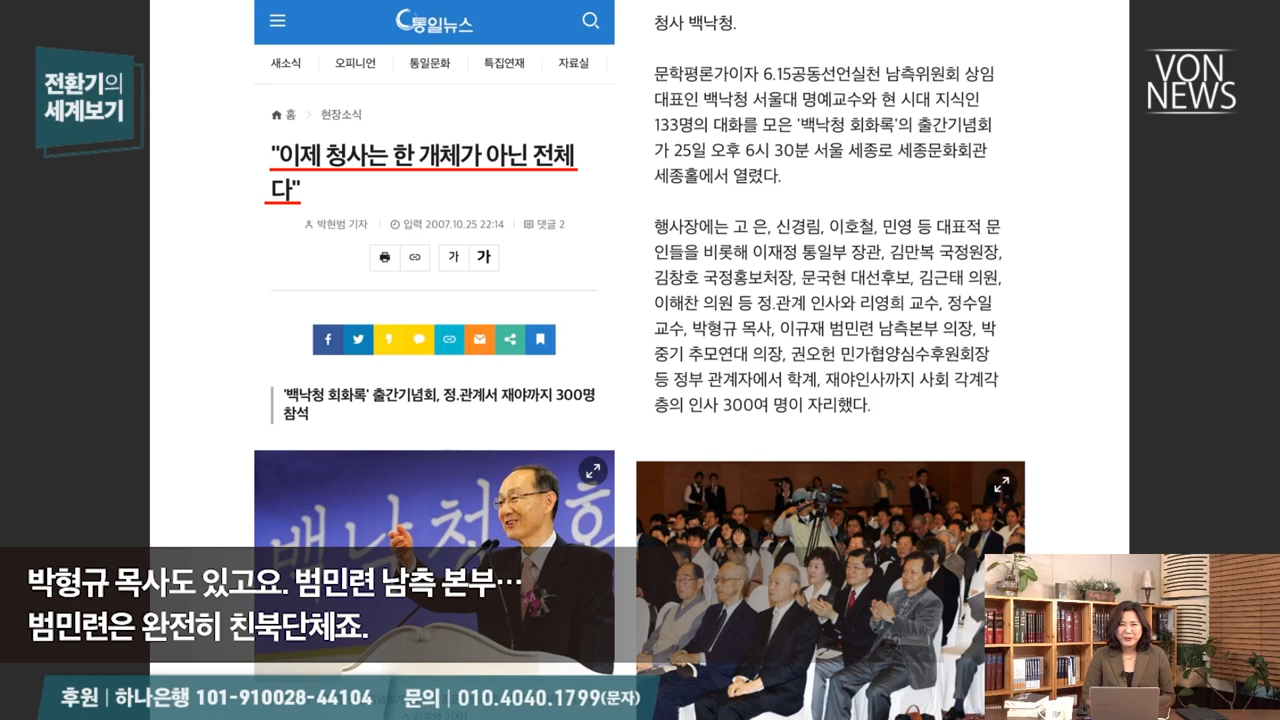 전환기의
세계보기
통일뉴스
새소식
오피니언
통일문화
특집연재
자료실
홈
현장소식
"이제 청사는 한 개체가 아닌 전체
다"
박현범 기자
입력 2007.10.25 22:14
댓글 2
가
가
'백낙청 회화록' 출간기념회, 정.관계서 재야까지 300명
참석
백낙청 회
청사 백낙청.
문학평론가이자 6.15공동선언실천 남측위원회 상임
대표인 백낙청 서울대 명예교수와 현 시대 지식인
133명의 대화를 모은 '백낙청 회화록'의 출간기념회
가 25일 오후 6시 30분 서울 세종로 세종문화회관
세종홀에서 열렸다.
행사장에는 고 은, 신경림, 이호철, 민영 등 대표적 문
인들을 비롯해 이재정 통일부 장관, 김만복 국정원장,
김창호 국정홍보처장, 문국현 대선후보, 김근태 의원,
이해찬 의원 등 정.관계 인사와 리영희 교수, 정수일
교수, 박형규 목사, 이규재 범민련 남측본부 의장, 박
중기 추모연대 의장, 권오헌 민가협양심수후원회장
등 정부 관계자에서 학계, 재야인사까지 사회 각계각
층의 인사 300여 명이 자리했다.
VON
NEWS
박형규 목사도 있고요. 범민련 남측 본부…
범민련은 완전히 친북단체죠.
후원 | 하나은행 101-910028-44104 문의 | 010.4040.1799(문자)